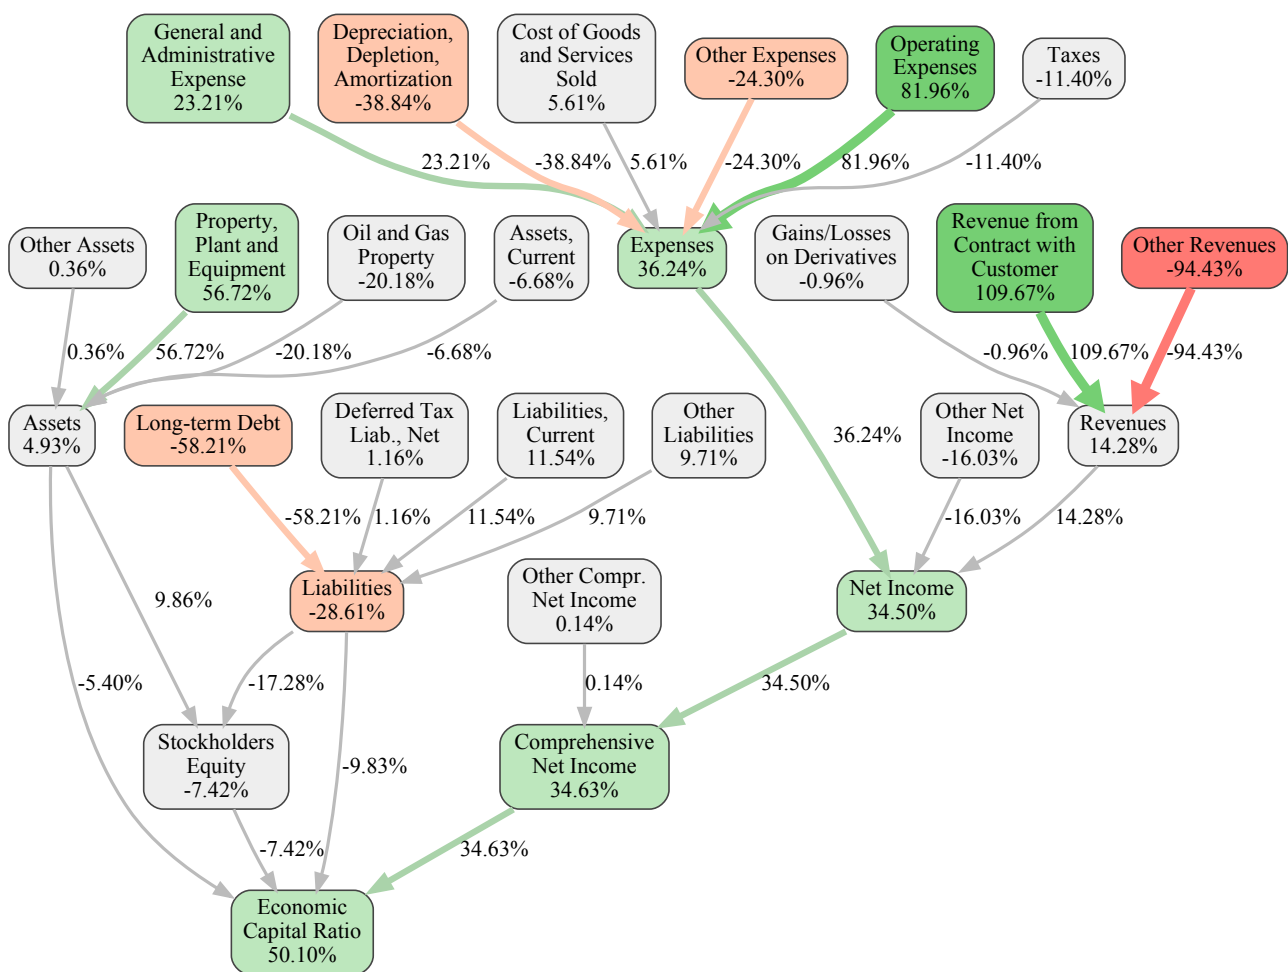 General and
Administrative
Expense
23.21%
Depreciation,
Depletion,
Amortization
-38.84%
Cost of Goods
and Services
Sold
5.61%
Other Expenses
-24.30%
Operating
Expenses
81.96%
Taxes
-11.40%
23.21%
-38.84%
5.61%
-24.30%
81.96%
-11.40%
Other Assets
0.36%
Property,
Plant and
Equipment
56.72%
Oil and Gas
Property
-20.18%
Assets,
Current
-6.68%
Expenses
36.24%
Gains/Losses
on Derivatives
-0.96%
Revenue from
Contract with
Customer
109.67%
Other Revenues
-94.43%
0.36%
56.72%
-20.18%
-6.68%
-0.96%
109.67%
-94.43%
Assets
4.93%
Long-term Debt
-58.21%
Deferred Tax
Liab., Net
1.16%
Liabilities,
Current
11.54%
Other
Liabilities
9.71%
36.24%
Other Net
Income
-16.03%
Revenues
14.28%
-58.21%
1.16%
11.54%
9.71%
-16.03%
14.28%
9.86%
Liabilities
-28.61%
Other Compr.
Net Income
0.14%
Net Income
34.50%
-5.40%
-17.28%
0.14%
34.50%
Stockholders
Equity
-7.42%
-9.83%
Comprehensive
Net Income
34.63%
-7.42%
34.63%
Economic
Capital Ratio
50.10%